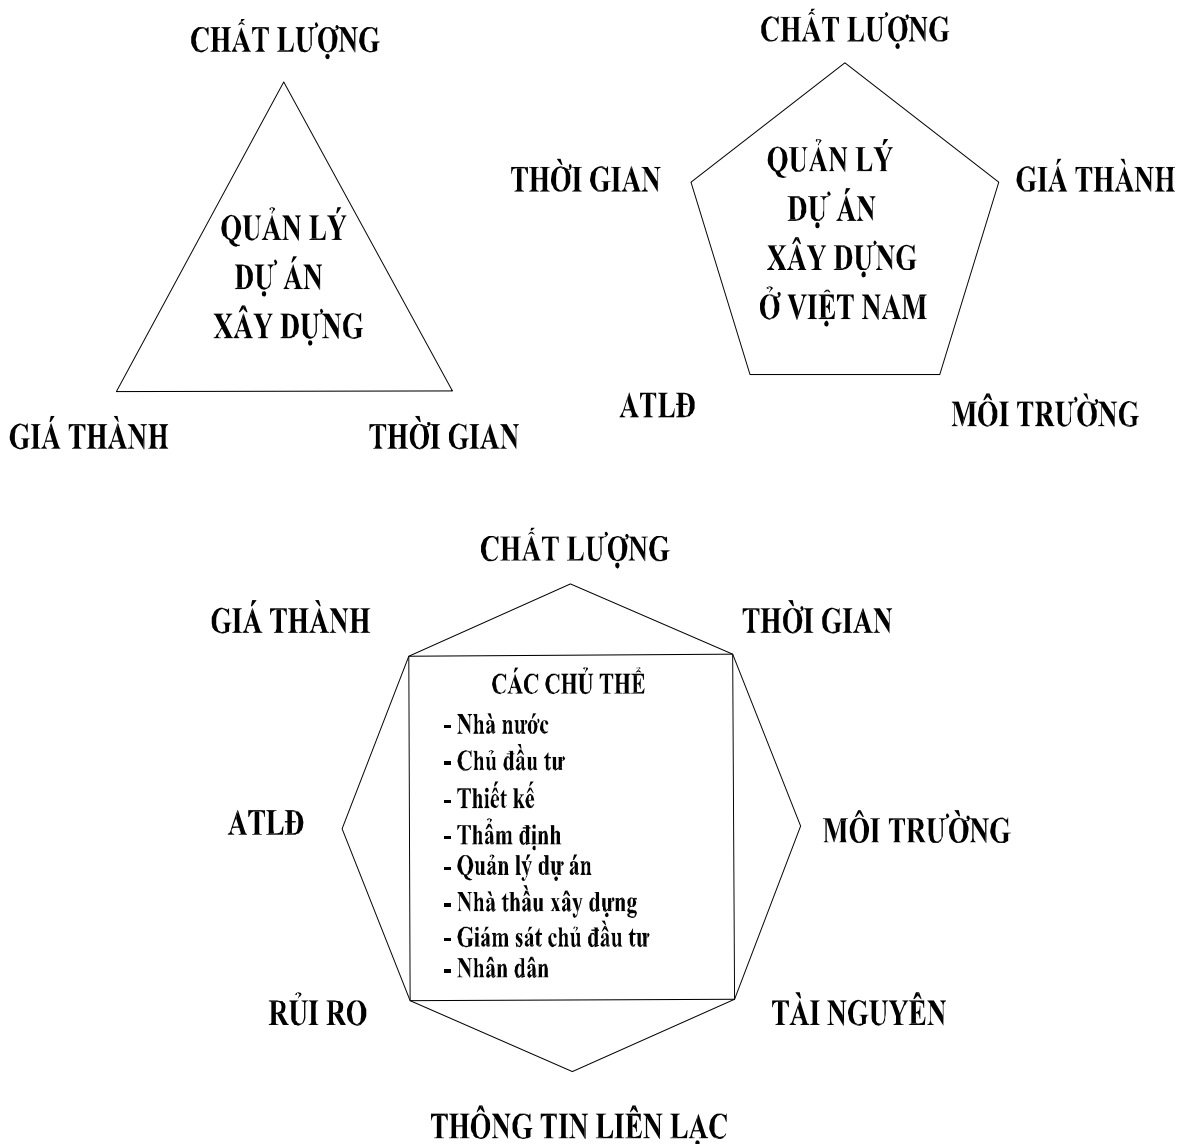 CHẤT LƯỢNG
QUẢN LÝ
DỰ ÁN
XÂY DỰNG
GIÁ THÀNH
THỜI GIAN
CHẤT LƯỢNG
THỜI GIAN
GIÁ THÀNH
QUẢN LÝ
DỰ ÁN
XÂY DỰNG
Ở VIỆT NAM
ATLĐ
MÔI TRƯỜNG
CHẤT LƯỢNG
GIÁ THÀNH
THỜI GIAN
CÁC CHỦ THỂ
- Nhà nước
- Chủ đầu tư
- Thiết kế
- Thẩm định
- Quản lý dự án
- Nhà thầu xây dựng
- Giám sát chủ đầu tư
- Nhân dân
ATLĐ
MÔI TRƯỜNG
RỦI RO
TÀI NGUYÊN
THÔNG TIN LIÊN LẠC